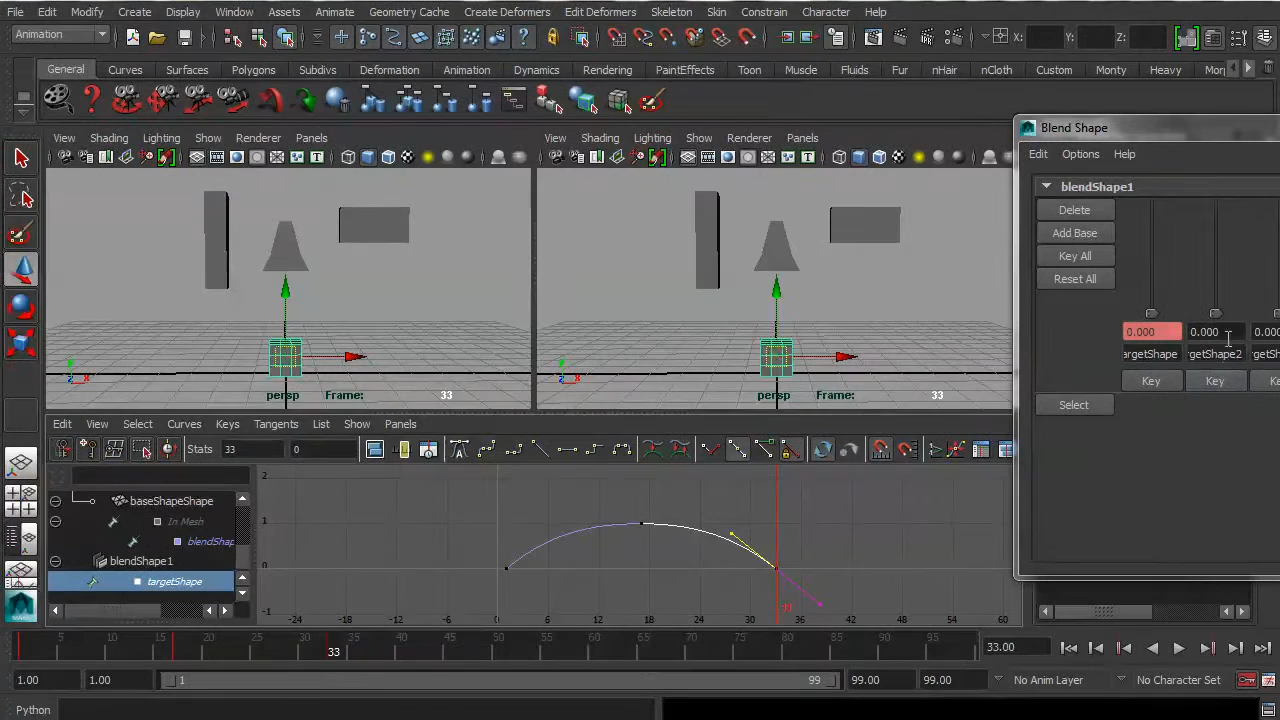 File Edit Modify Create Display Window Assets Animate Geometry Cache Create Deformers Edit Deformers Skeleton Skin Constrain Character Help
Animation X: Y: Z:
General Curves Surfaces Polygons Subdivs Deformation Animation Dynamics Rendering PaintEffects Toon Muscle Fluids Fur nHair nCloth Custom Monty Heavy Mor
View Shading Lighting Show Renderer Panels
View Shading Lighting Show Renderer Panels
persp Frame: 33
persp Frame: 33
Blend Shape
Edit Options Help
blendShape1
Delete
Add Base
Key All
Reset All
0.000 0.000 0.000
argetShape getShape2 getSh
Key Key Ke
Select
Edit View Select Curves Keys Tangents List Show Panels
Stats 33 0
baseShapeShape
In Mesh
blendShap
blendShape1
targetShape
2
1
0
-1
-24 -18 -12 -6 0 6 12 18 24 30 36 42 48 54 60
5 10 15 20 25 30 35 40 45 50 55 60 65 70 75 80 85 90 95
33
33.00
1.00 1.00 1 99 99.00 99.00 No Anim Layer No Character Set
Python